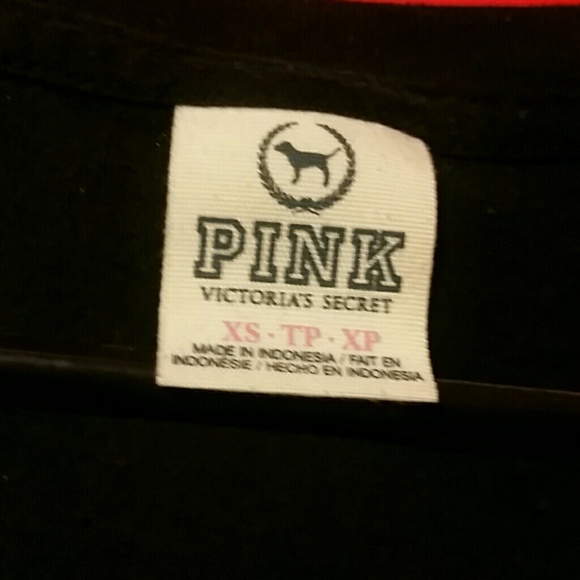 PINK
VICTORIA'S SECRET
XS · TP · XP
MADE IN INDONESIA / FAIT EN
INDONÉSIE / HECHO EN INDONESIA